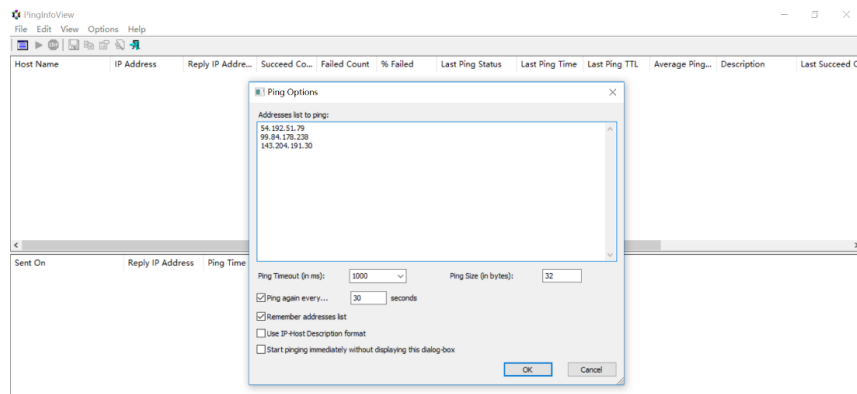 PingInfoView
File Edit View Options Help
Host Name IP Address Reply IP Addre... Succeed Co... Failed Count % Failed Last Ping Status Last Ping Time Last Ping TTL Average Ping... Description Last Succeed
Ping Options
Addresses list to ping:
54.192.51.79
99.84.178.238
143.204.191.30
Ping Timeout (in ms): 1000 Ping Size (in bytes): 32
Ping again every... 30 seconds
Remember addresses list
Use IP-Host Description format
Start pinging immediately without displaying this dialog-box
OK Cancel
Sent On Reply IP Address Ping Time